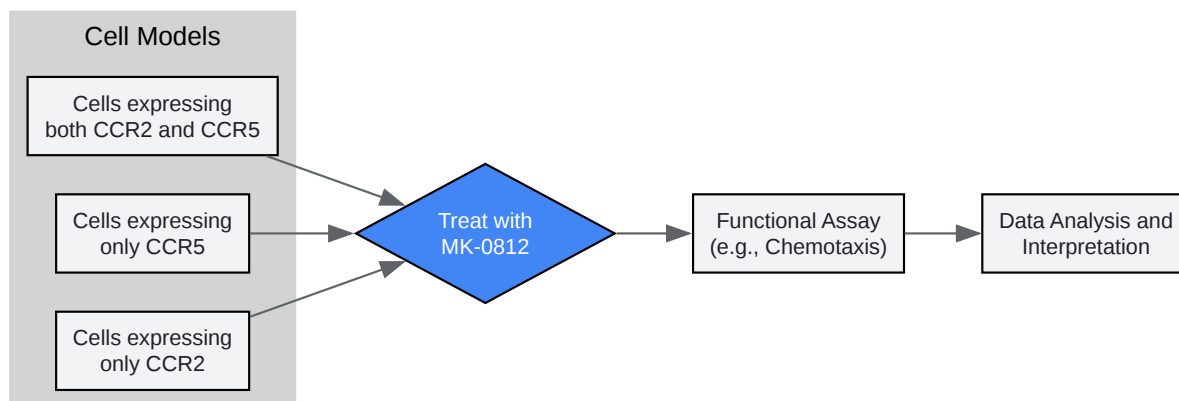 Cell Models
Cells expressing
both CCR2 and CCR5
Cells expressing
only CCR5
Cells expressing
only CCR2
Treat with
MK-0812
Functional Assay
(e.g., Chemotaxis)
Data Analysis and
Interpretation